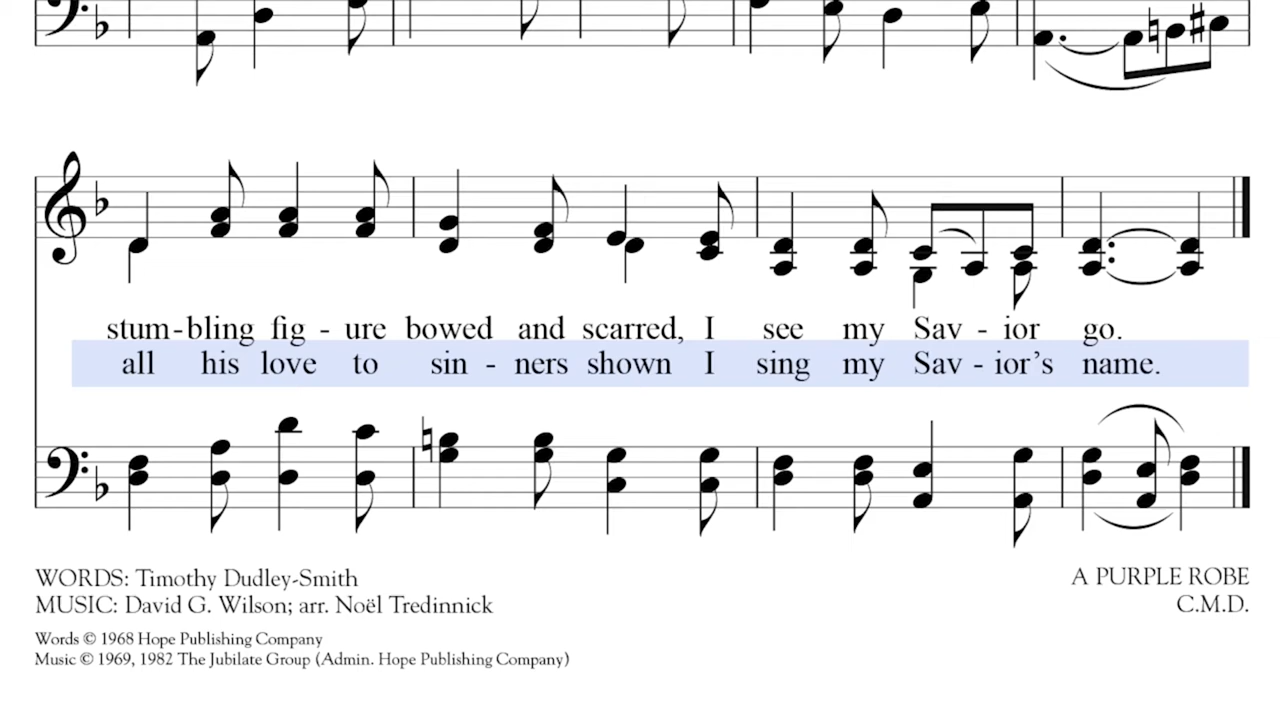 stum-bling fig - ure bowed and scarred, I see my Sav - ior go.
all his love to sin - ners shown I sing my Sav - ior's name.
WORDS: Timothy Dudley-Smith
MUSIC: David G. Wilson; arr. Noël Tredinnick
A PURPLE ROBE
C.M.D.
Words © 1968 Hope Publishing Company
Music © 1969, 1982 The Jubilate Group (Admin. Hope Publishing Company)